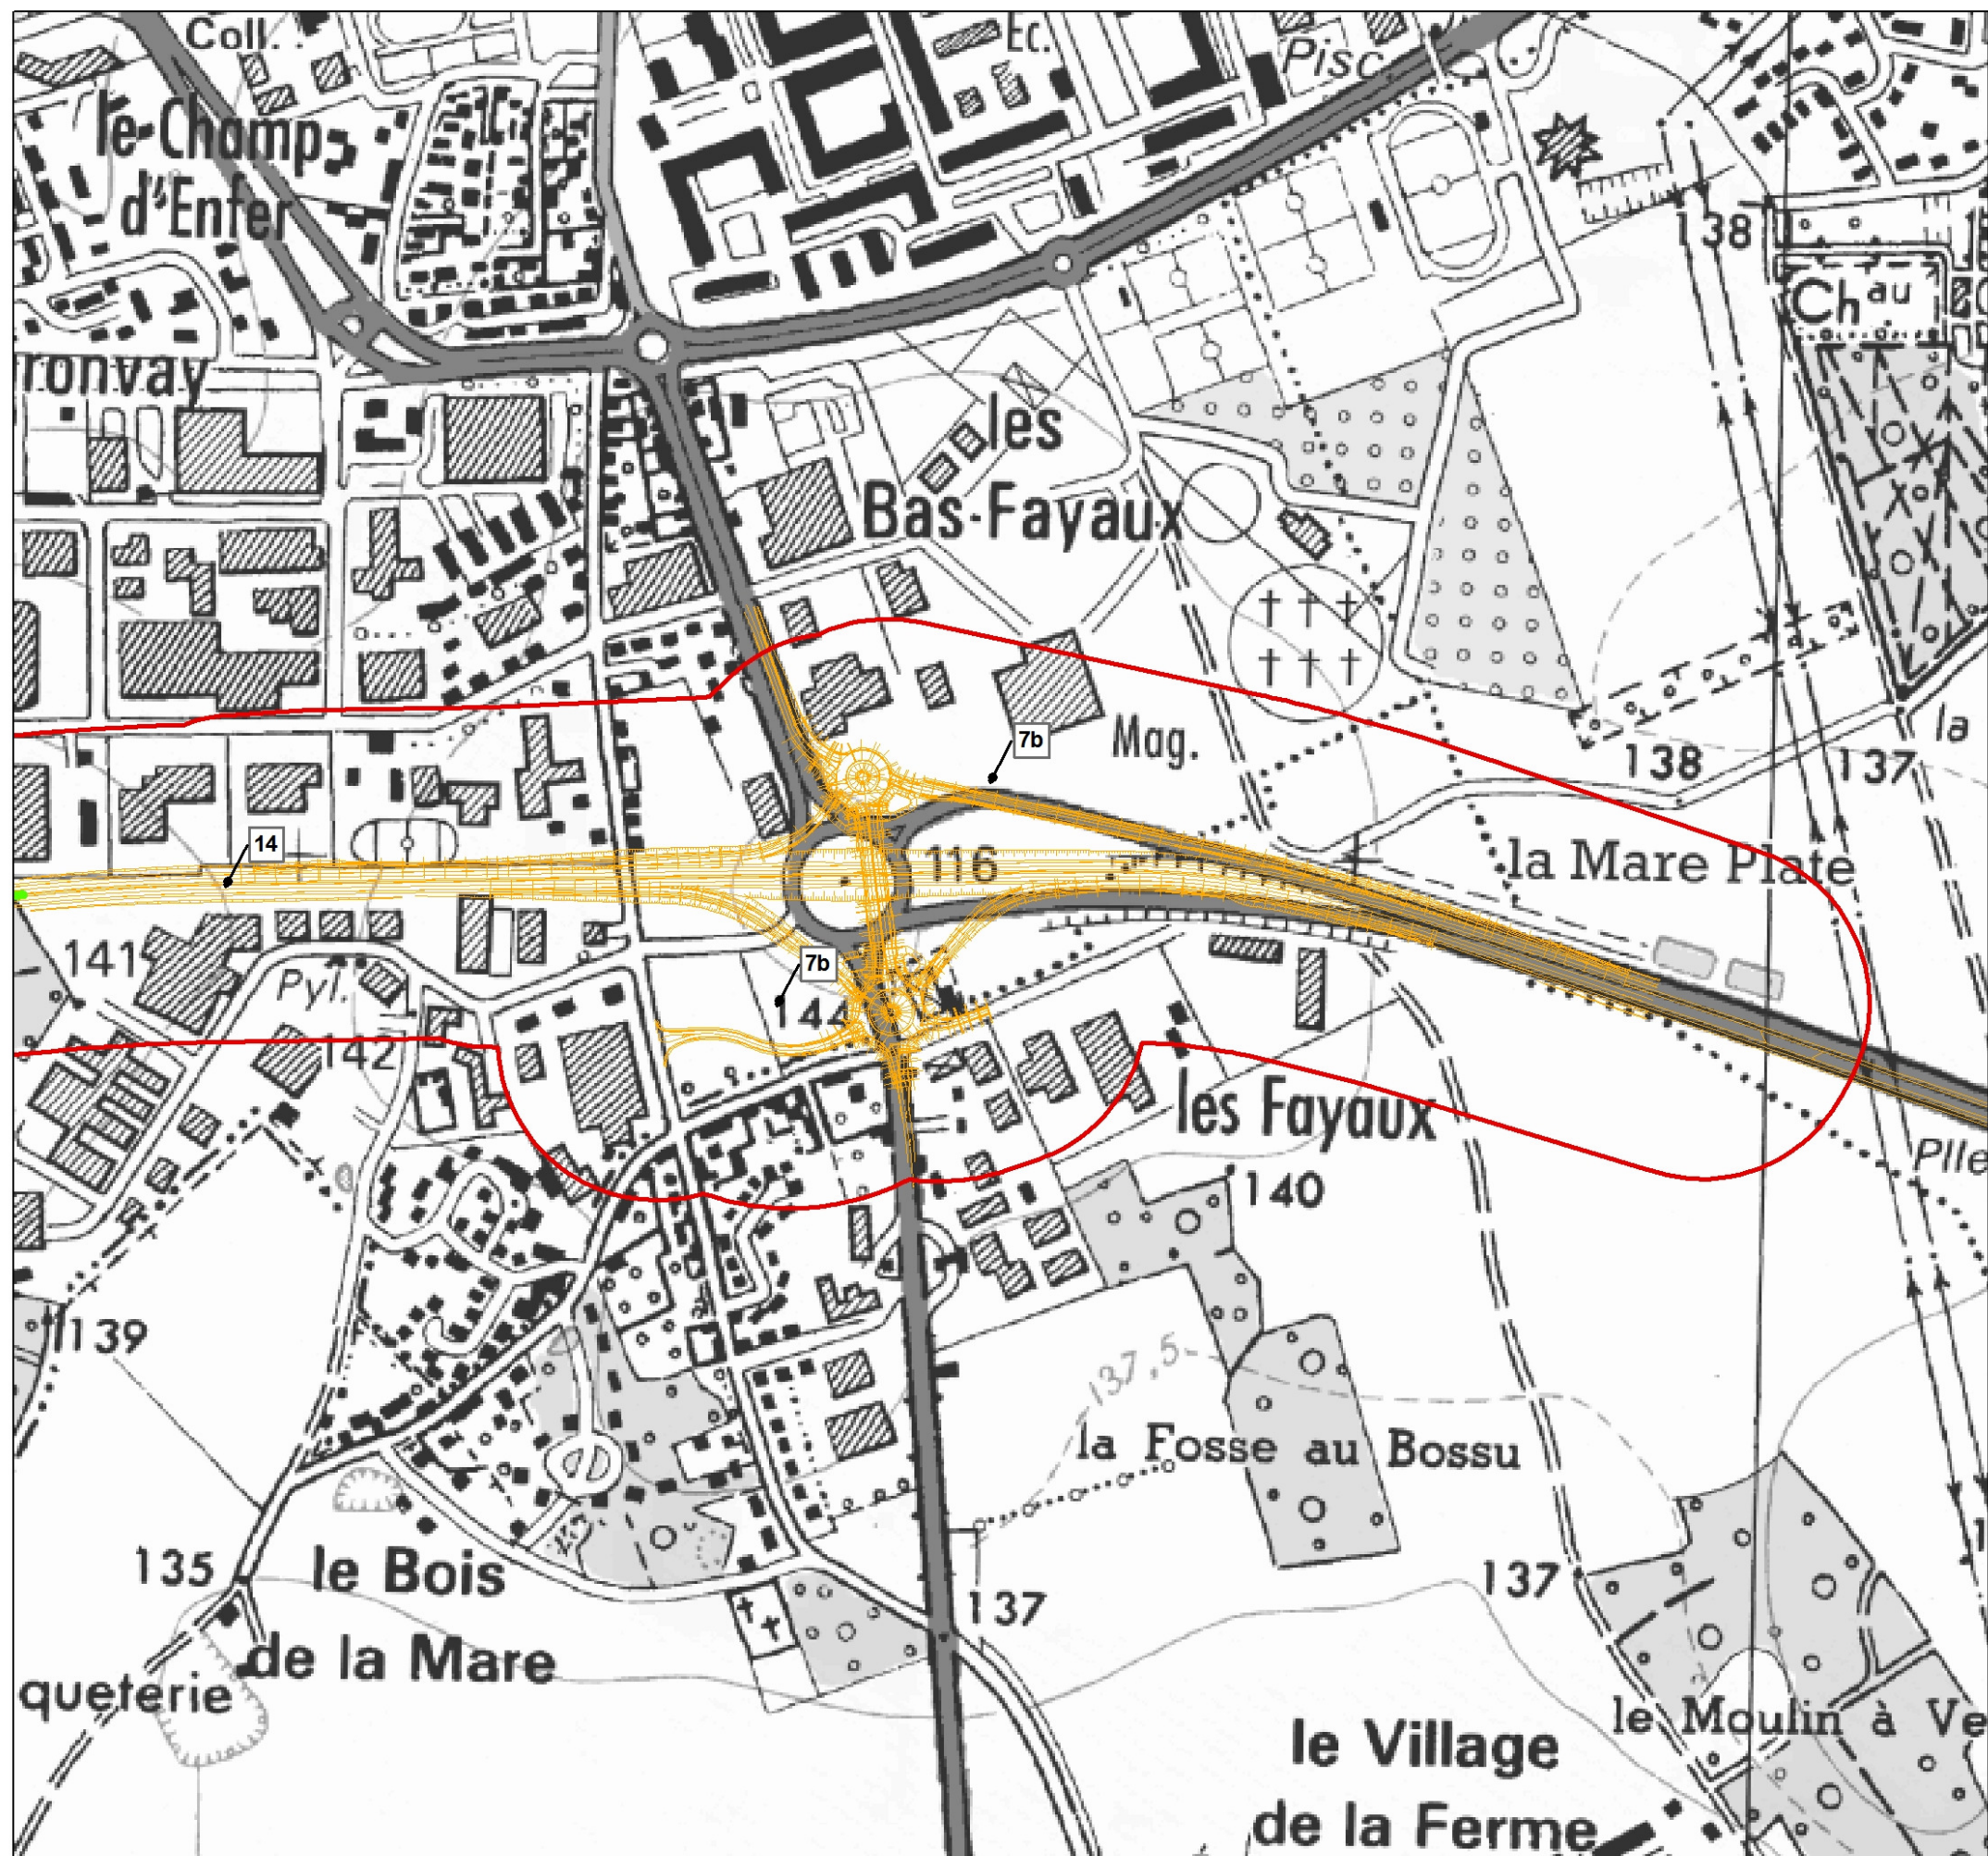 Coll.
Ec.
Pisc.
le Champ
d'Enfer
138
Chau
ronvay
les
Bas-Fayaux
la
Mag.
138
137
7b
14
116
la Mare Plate
141
Pyl.
7b
144
142
les Fayaux
Plle
140
139
137,5
la Fosse au Bossu
135
le Bois
137
137
de la Mare
queterie
le Moulin à Ve
le Village
de la Ferme